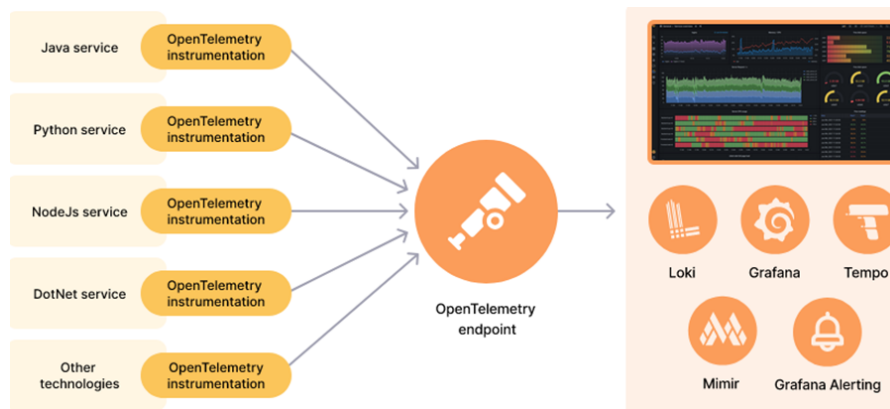 Java service
OpenTelemetry
instrumentation
Python service
OpenTelemetry
instrumentation
NodeJs service
OpenTelemetry
instrumentation
DotNet service
OpenTelemetry
instrumentation
Other
technologies
OpenTelemetry
instrumentation
OpenTelemetry
endpoint
Loki
Grafana
Tempo
Mimir
Grafana Alerting